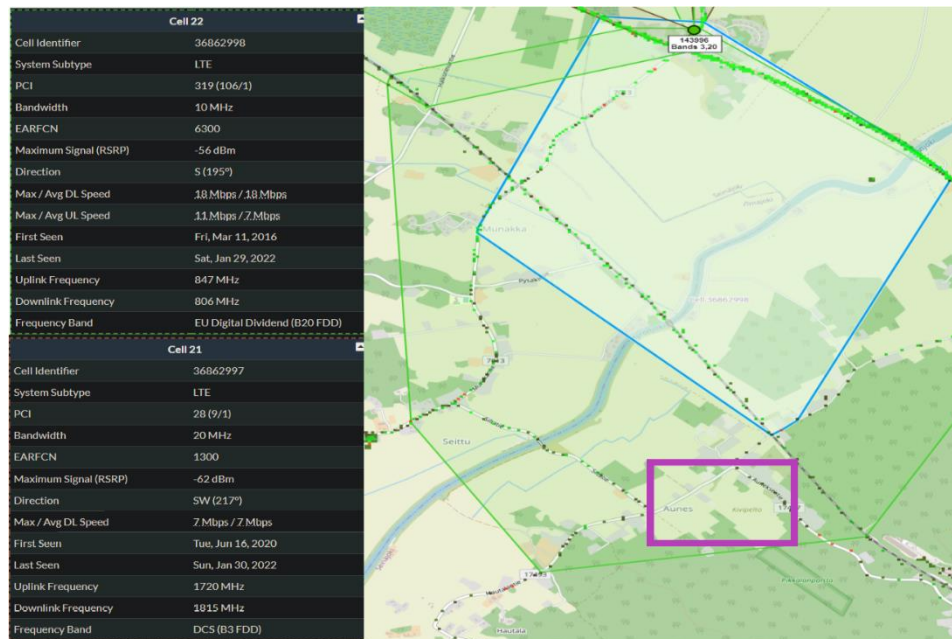 Cell 22
Cell Identifier 36862998
System Subtype LTE
PCI 319 (106/1)
Bandwidth 10 MHz
EARFCN 6300
Maximum Signal (RSRP) -56 dBm
Direction S (195°)
Max / Avg DL Speed 18 Mbps / 18 Mbps
Max / Avg UL Speed 11 Mbps / 7 Mbps
First Seen Fri, Mar 11, 2016
Last Seen Sat, Jan 29, 2022
Uplink Frequency 847 MHz
Downlink Frequency 806 MHz
Frequency Band EU Digital Dividend (B20 FDD)
Cell 21
Cell Identifier 36862997
System Subtype LTE
PCI 28 (9/1)
Bandwidth 20 MHz
EARFCN 1300
Maximum Signal (RSRP) -62 dBm
Direction SW (217°)
Max / Avg DL Speed 7 Mbps / 7 Mbps
First Seen Tue, Jun 16, 2020
Last Seen Sun, Jan 30, 2022
Uplink Frequency 1720 MHz
Downlink Frequency 1815 MHz
Frequency Band DCS (B3 FDD)
143996
Bands 3,20
Munakka
Cell 36862998
Seittu
Aunes
Kivipelto
Hautala